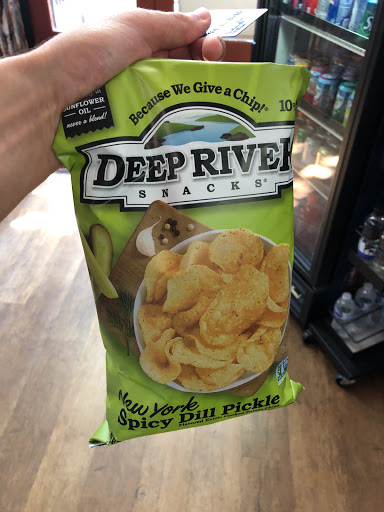 SUNFLOWER
OIL
never a blend!
Because We Give a Chip!®
10%
DEEP RIVER
SNACKS®
New York
Spicy Dill Pickle